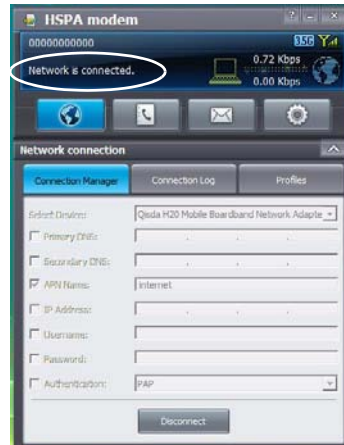 HSPA modem
00000000000
Network is connected.
0.72 Kbps
0.00 Kbps
Network connection
Connection Manager Connection Log Profiles
Select Device: Qisda H20 Mobile Boardband Network Adapte
Primary DNS: . . .
Secondary DNS: . . .
APN Name: internet
IP Address: . . .
Username:
Password:
Authentication: PAP
Disconnect